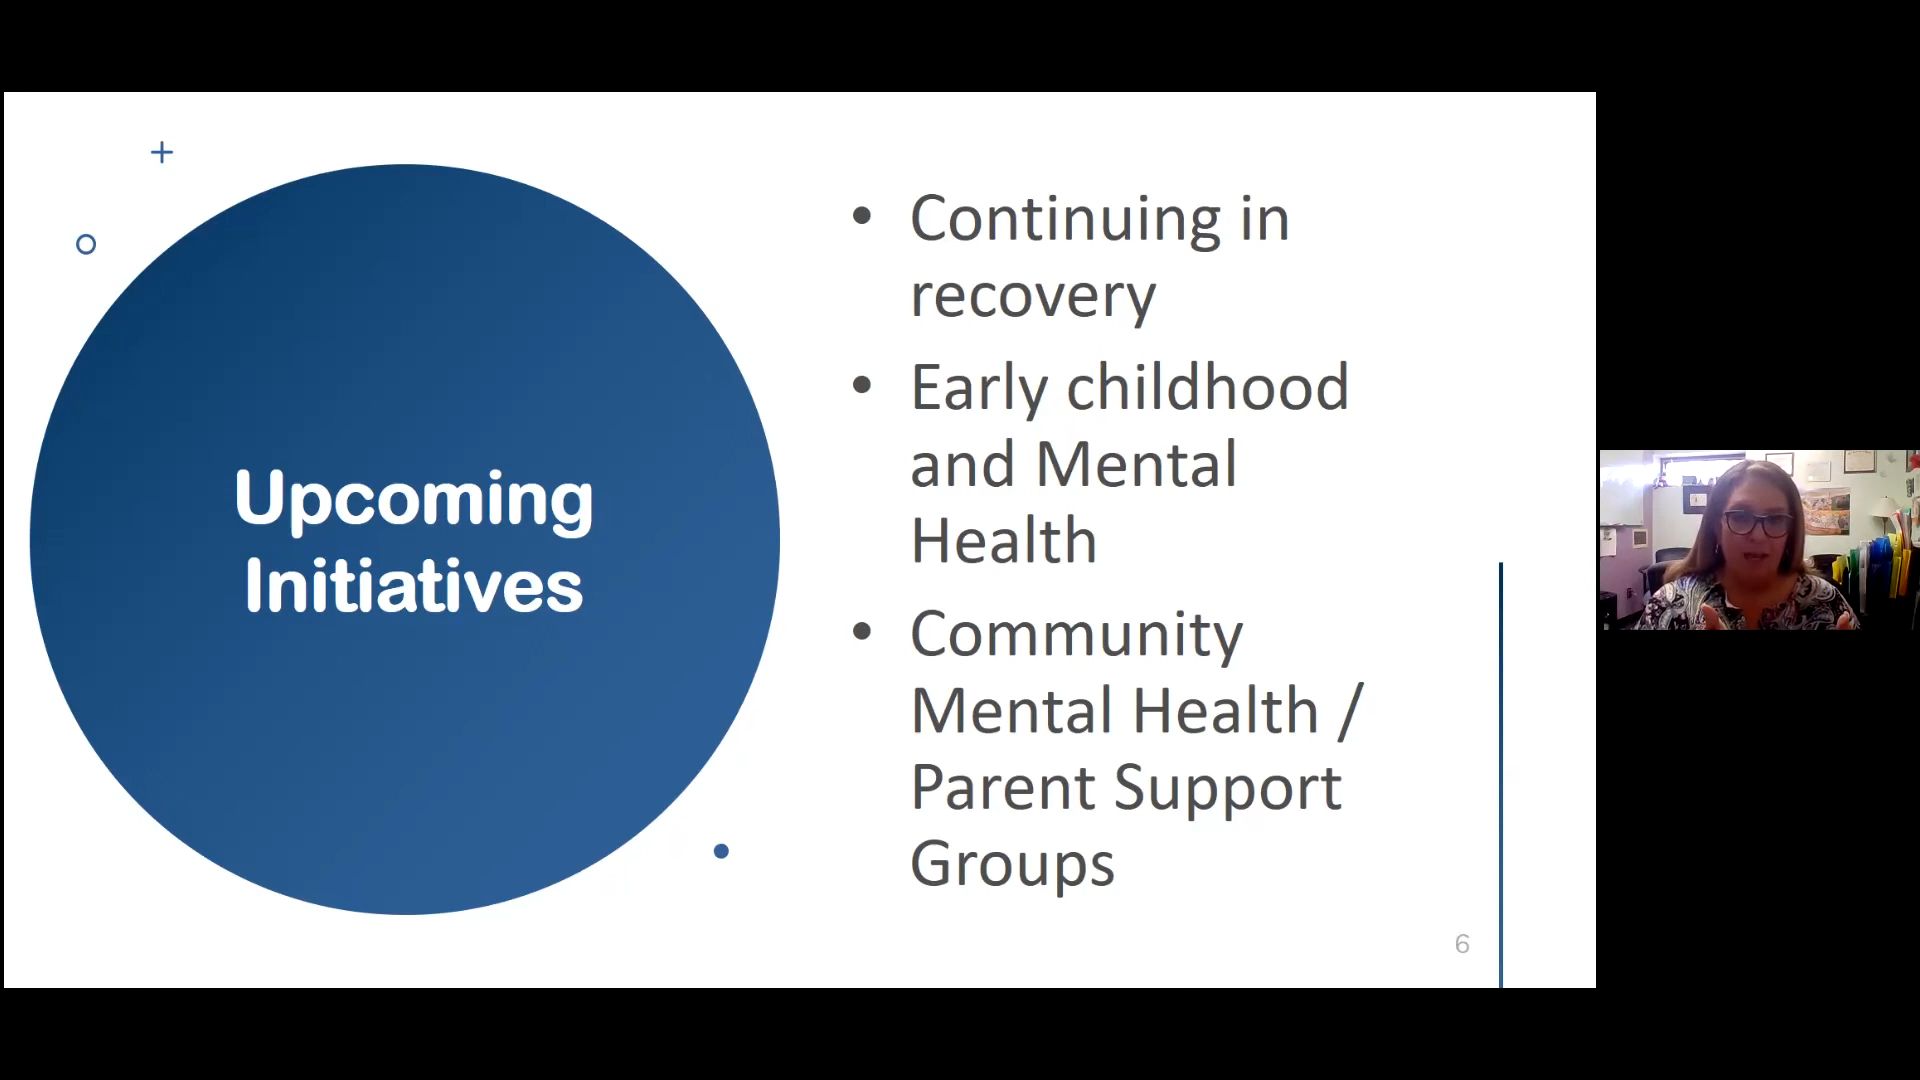 Upcoming
Initiatives
• Continuing in
recovery
• Early childhood
and Mental
Health
• Community
Mental Health /
Parent Support
Groups
6